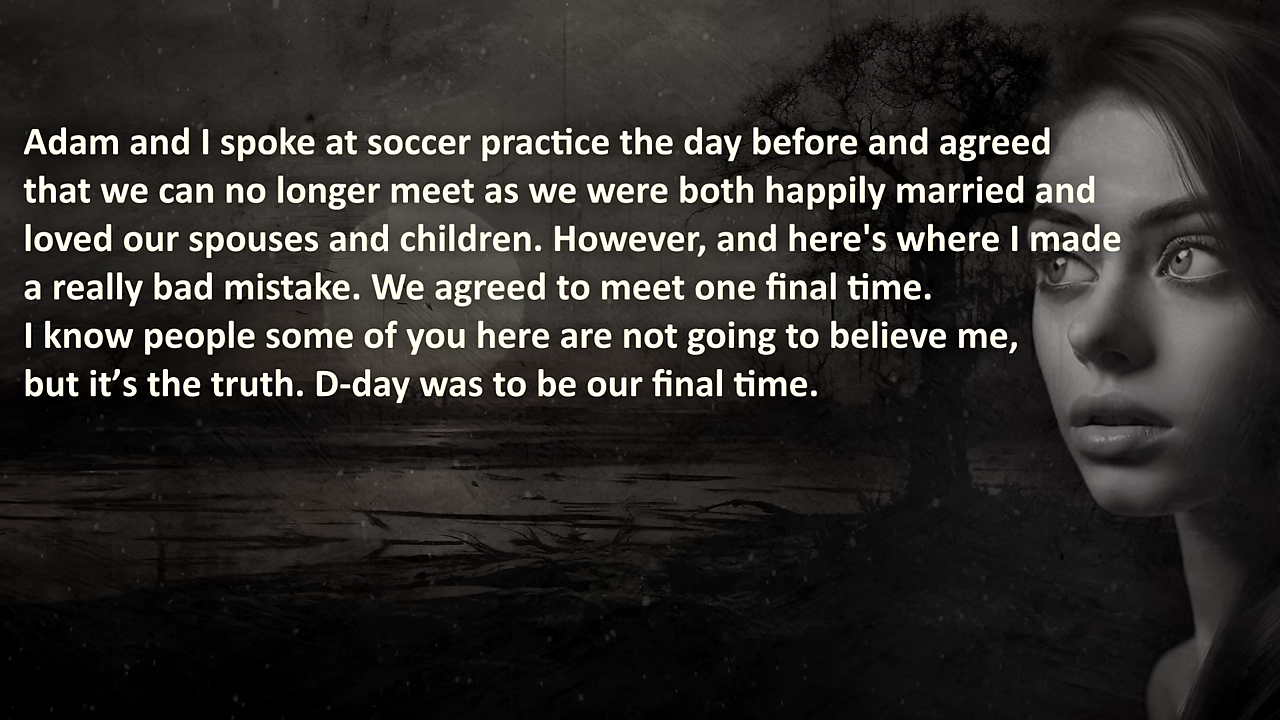 Adam and I spoke at soccer practice the day before and agreed
that we can no longer meet as we were both happily married and
loved our spouses and children. However, and here's where I made
a really bad mistake. We agreed to meet one final time.
I know people some of you here are not going to believe me,
but it’s the truth. D-day was to be our final time.